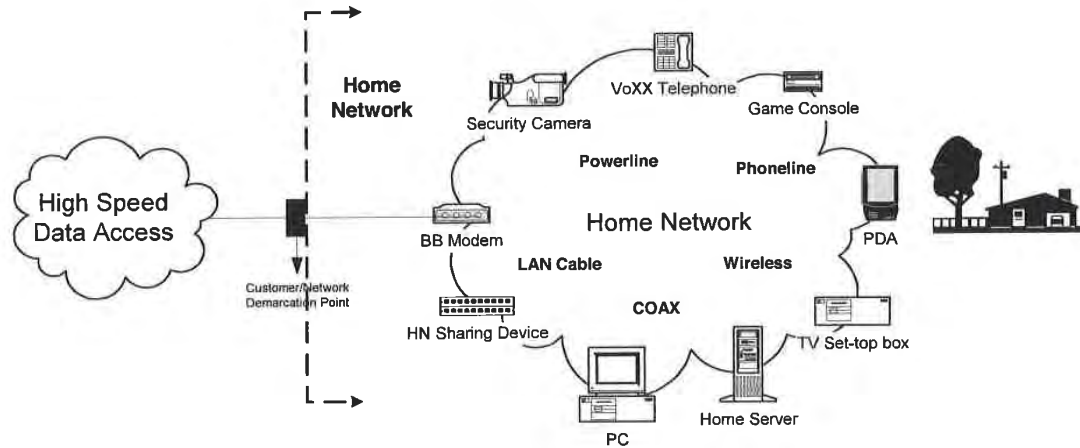 Home
Network
High Speed
Data Access
Customer/Network
Demarcation Point
VoXX Telephone
Game Console
Security Camera
Powerline
Phoneline
PDA
Home Network
BB Modem
LAN Cable
Wireless
COAX
HN Sharing Device
TV Set-top box
Home Server
PC